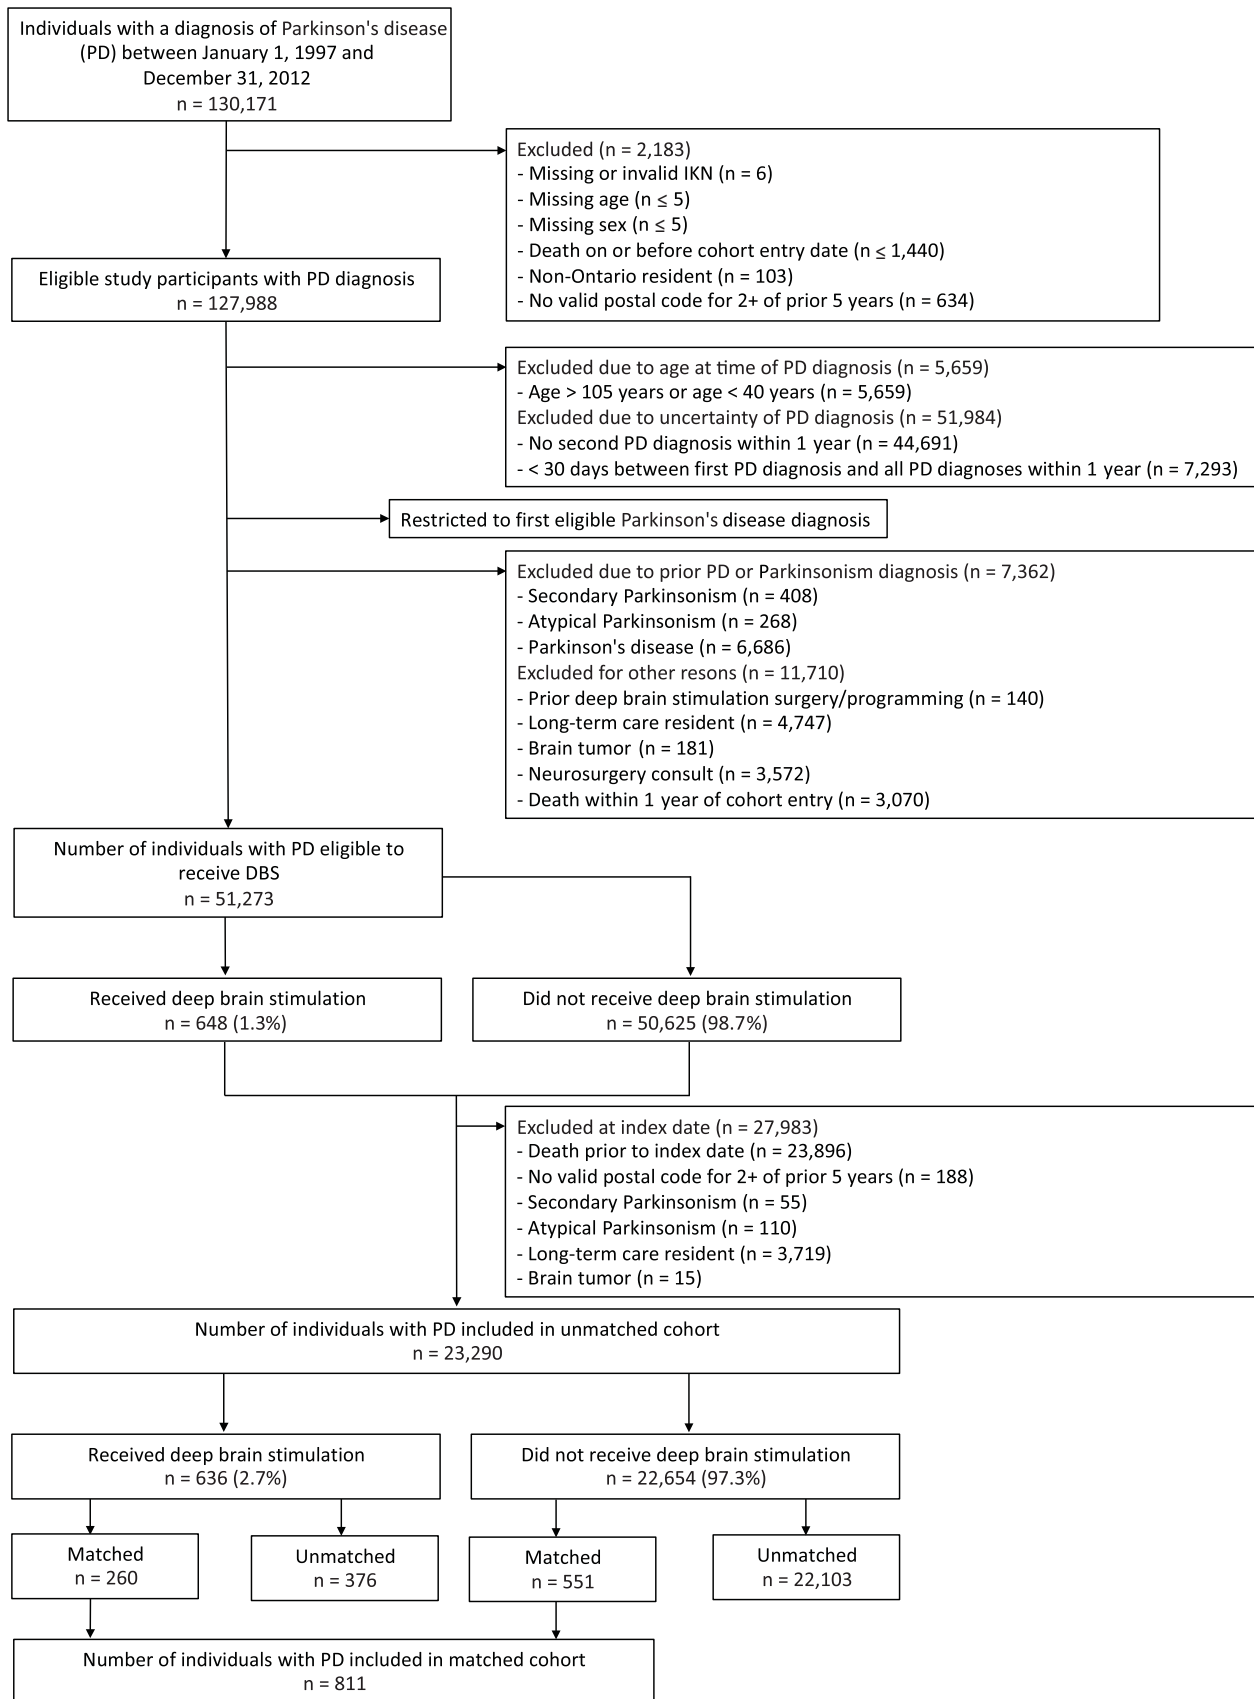 Individuals with a diagnosis of Parkinson's disease
(PD) between January 1, 1997 and
December 31, 2012
n = 130,171
Excluded (n = 2,183)
- Missing or invalid IKN (n = 6)
- Missing age (n ≤ 5)
- Missing sex (n ≤ 5)
- Death on or before cohort entry date (n ≤ 1,440)
- Non-Ontario resident (n = 103)
- No valid postal code for 2+ of prior 5 years (n = 634)
Eligible study participants with PD diagnosis
n = 127,988
Excluded due to age at time of PD diagnosis (n = 5,659)
- Age > 105 years or age < 40 years (n = 5,659)
Excluded due to uncertainty of PD diagnosis (n = 51,984)
- No second PD diagnosis within 1 year (n = 44,691)
- < 30 days between first PD diagnosis and all PD diagnoses within 1 year (n = 7,293)
Restricted to first eligible Parkinson's disease diagnosis
Excluded due to prior PD or Parkinsonism diagnosis (n = 7,362)
- Secondary Parkinsonism (n = 408)
- Atypical Parkinsonism (n = 268)
- Parkinson's disease (n = 6,686)
Excluded for other resons (n = 11,710)
- Prior deep brain stimulation surgery/programming (n = 140)
- Long-term care resident (n = 4,747)
- Brain tumor (n = 181)
- Neurosurgery consult (n = 3,572)
- Death within 1 year of cohort entry (n = 3,070)
Number of individuals with PD eligible to
receive DBS
n = 51,273
Received deep brain stimulation
n = 648 (1.3%)
Did not receive deep brain stimulation
n = 50,625 (98.7%)
Excluded at index date (n = 27,983)
- Death prior to index date (n = 23,896)
- No valid postal code for 2+ of prior 5 years (n = 188)
- Secondary Parkinsonism (n = 55)
- Atypical Parkinsonism (n = 110)
- Long-term care resident (n = 3,719)
- Brain tumor (n = 15)
Number of individuals with PD included in unmatched cohort
n = 23,290
Received deep brain stimulation
n = 636 (2.7%)
Did not receive deep brain stimulation
n = 22,654 (97.3%)
Matched
n = 260
Unmatched
n = 376
Matched
n = 551
Unmatched
n = 22,103
Number of individuals with PD included in matched cohort
n = 811